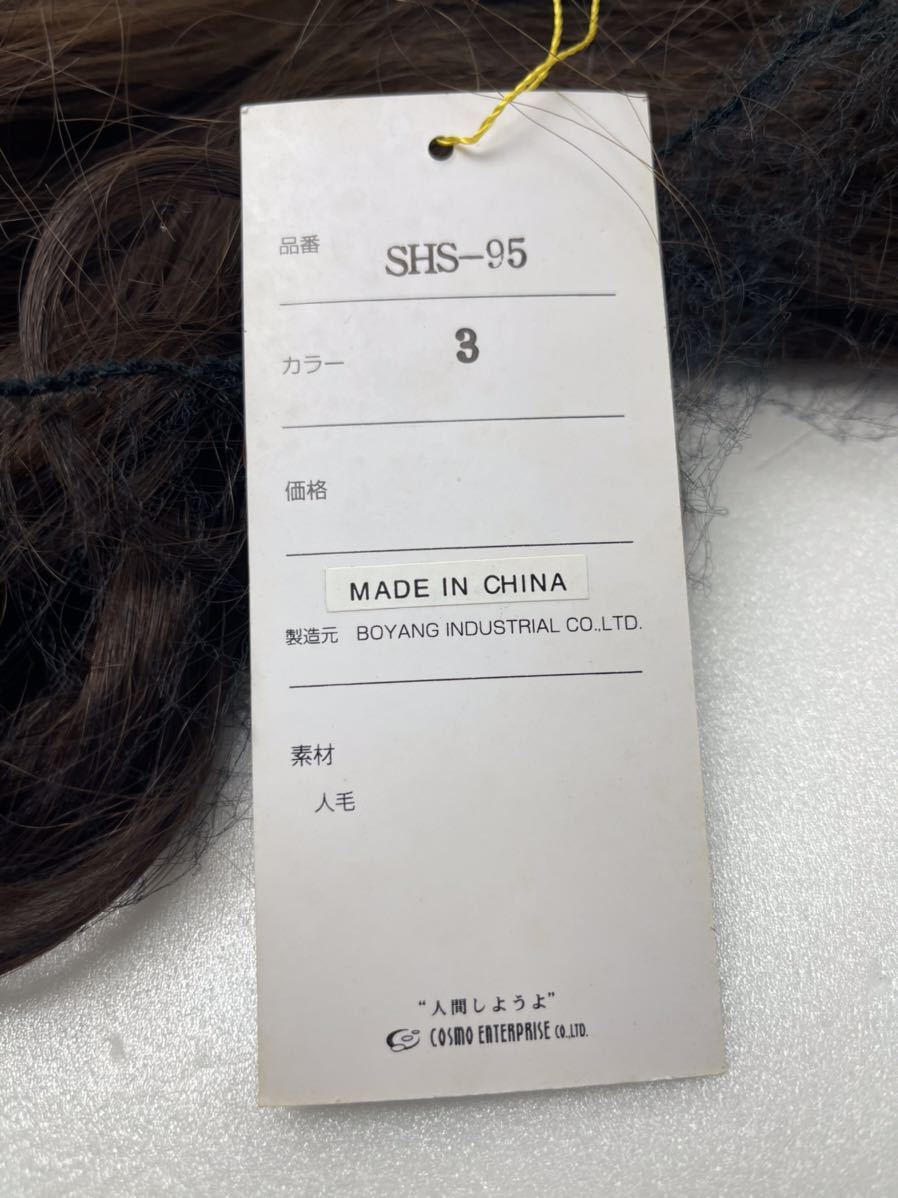 品番 SHS-95
カラー 3
価格
MADE IN CHINA
製造元 BOYANG INDUSTRIAL CO.,LTD.
素材
人毛
“人間しようよ”
COSMO ENTERPRISE CO.,LTD.